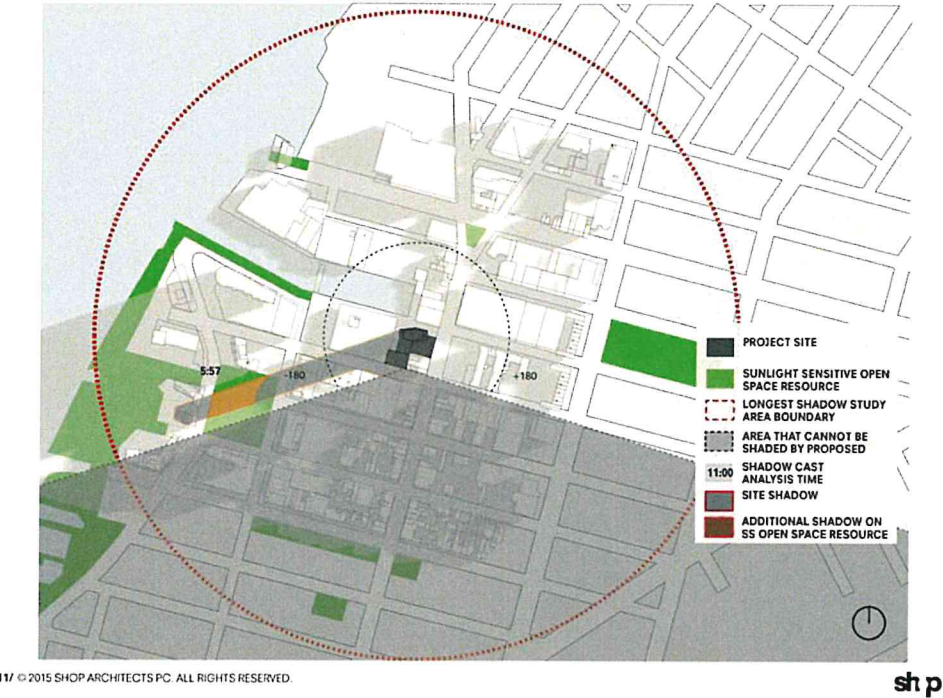 5:57
-180
+180
PROJECT SITE
SUNLIGHT SENSITIVE OPEN
SPACE RESOURCE
LONGEST SHADOW STUDY
AREA BOUNDARY
AREA THAT CANNOT BE
SHADED BY PROPOSED
11:00
SHADOW CAST
ANALYSIS TIME
SITE SHADOW
ADDITIONAL SHADOW ON
SS OPEN SPACE RESOURCE
11/ © 2015 SHOP ARCHITECTS PC. ALL RIGHTS RESERVED.
shop